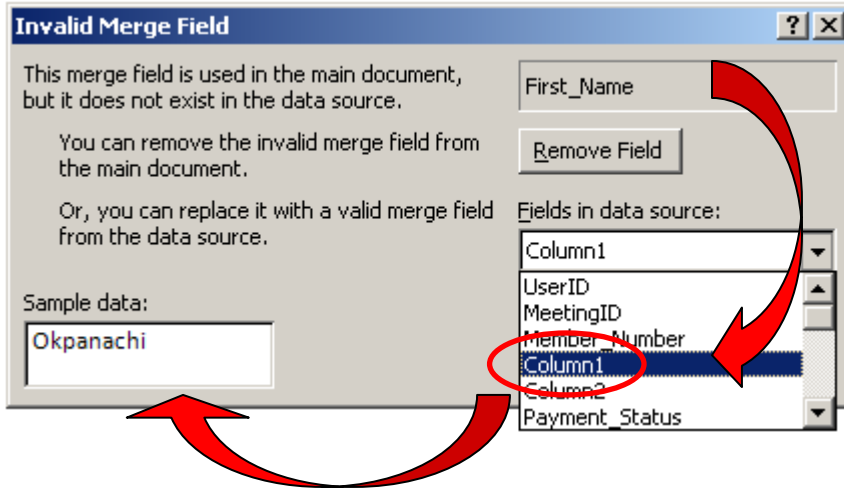 Invalid Merge Field
This merge field is used in the main document,
but it does not exist in the data source.
First_Name
You can remove the invalid merge field from
the main document.
Remove Field
Or, you can replace it with a valid merge field
from the data source.
Fields in data source:
Column1
UserID
MeetingID
Member_Number
Column1
Column2
Payment_Status
Sample data:
Okpanachi